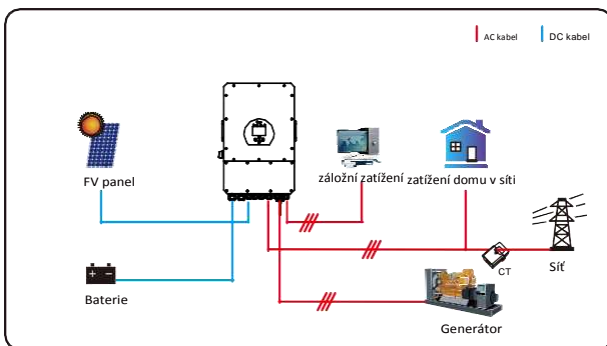 AC kabel
DC kabel
FV panel
záložní zatížení
zatížení domu v síti
CT
Síť
Baterie
Generátor